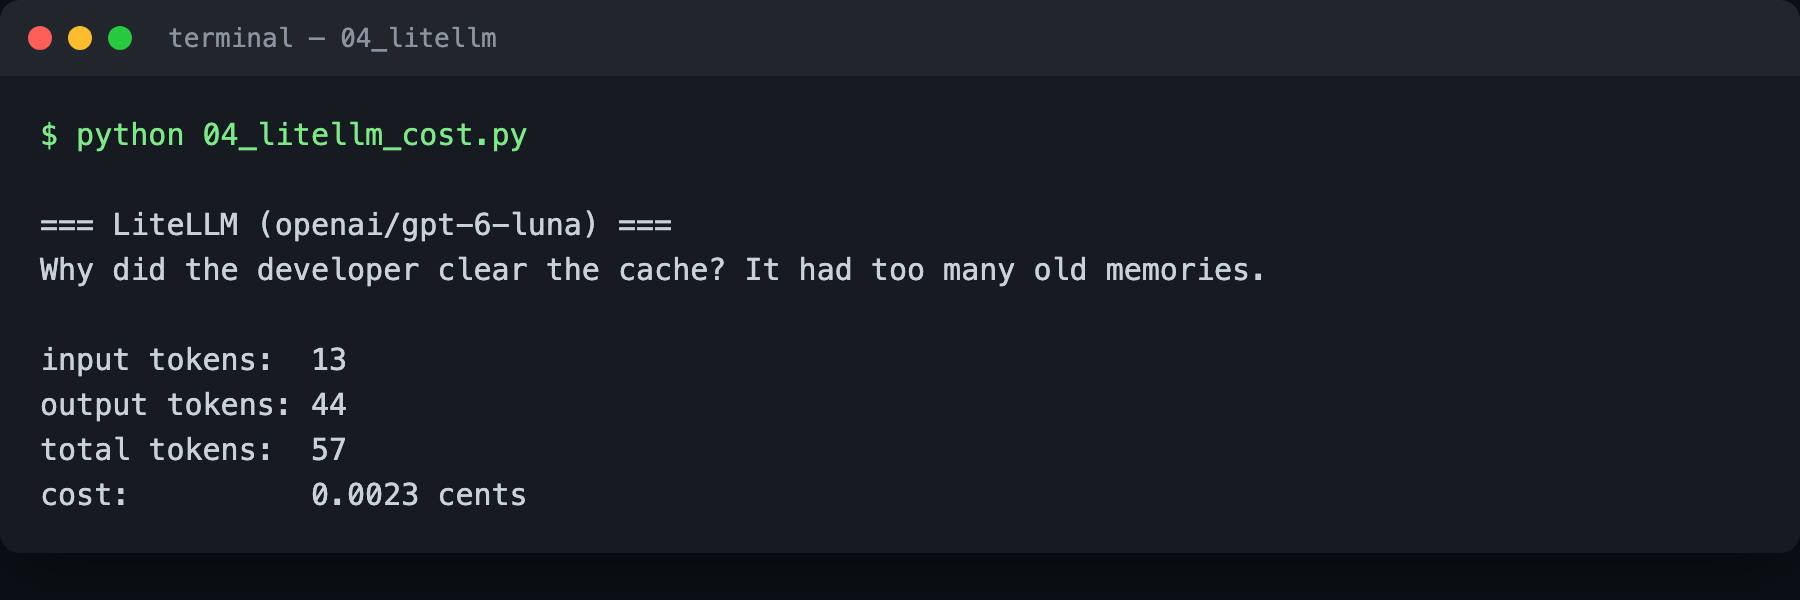 terminal — 04_litellm
$ python 04_litellm_cost.py
=== LiteLLM (openai/gpt-6-luna) ===
Why did the developer clear the cache? It had too many old memories.
input tokens:  13
output tokens: 44
total tokens:  57
cost:          0.0023 cents